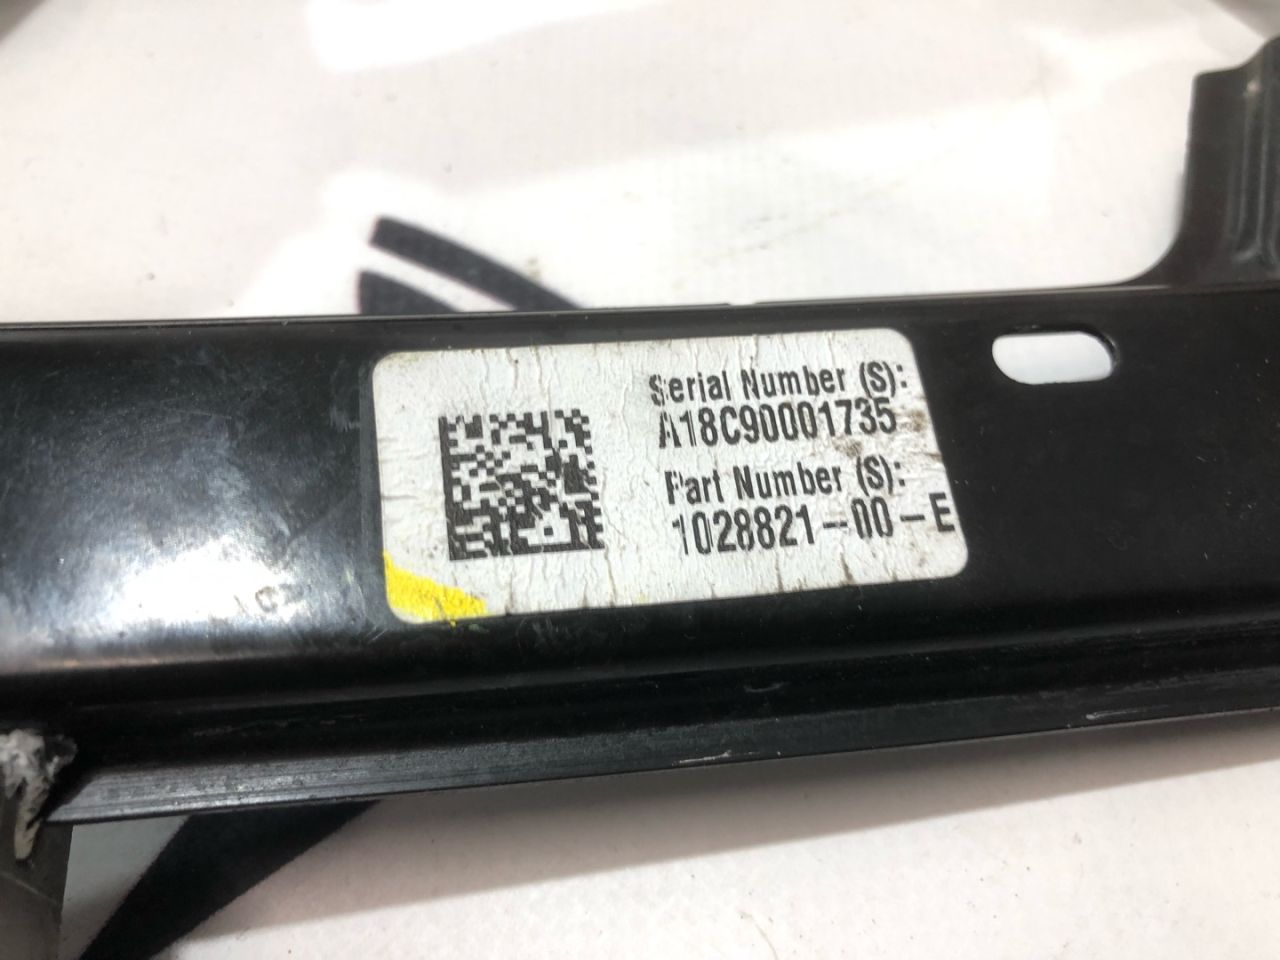 Serial Number (S):
A18C90001735
Part Number (S):
1028821-00-E